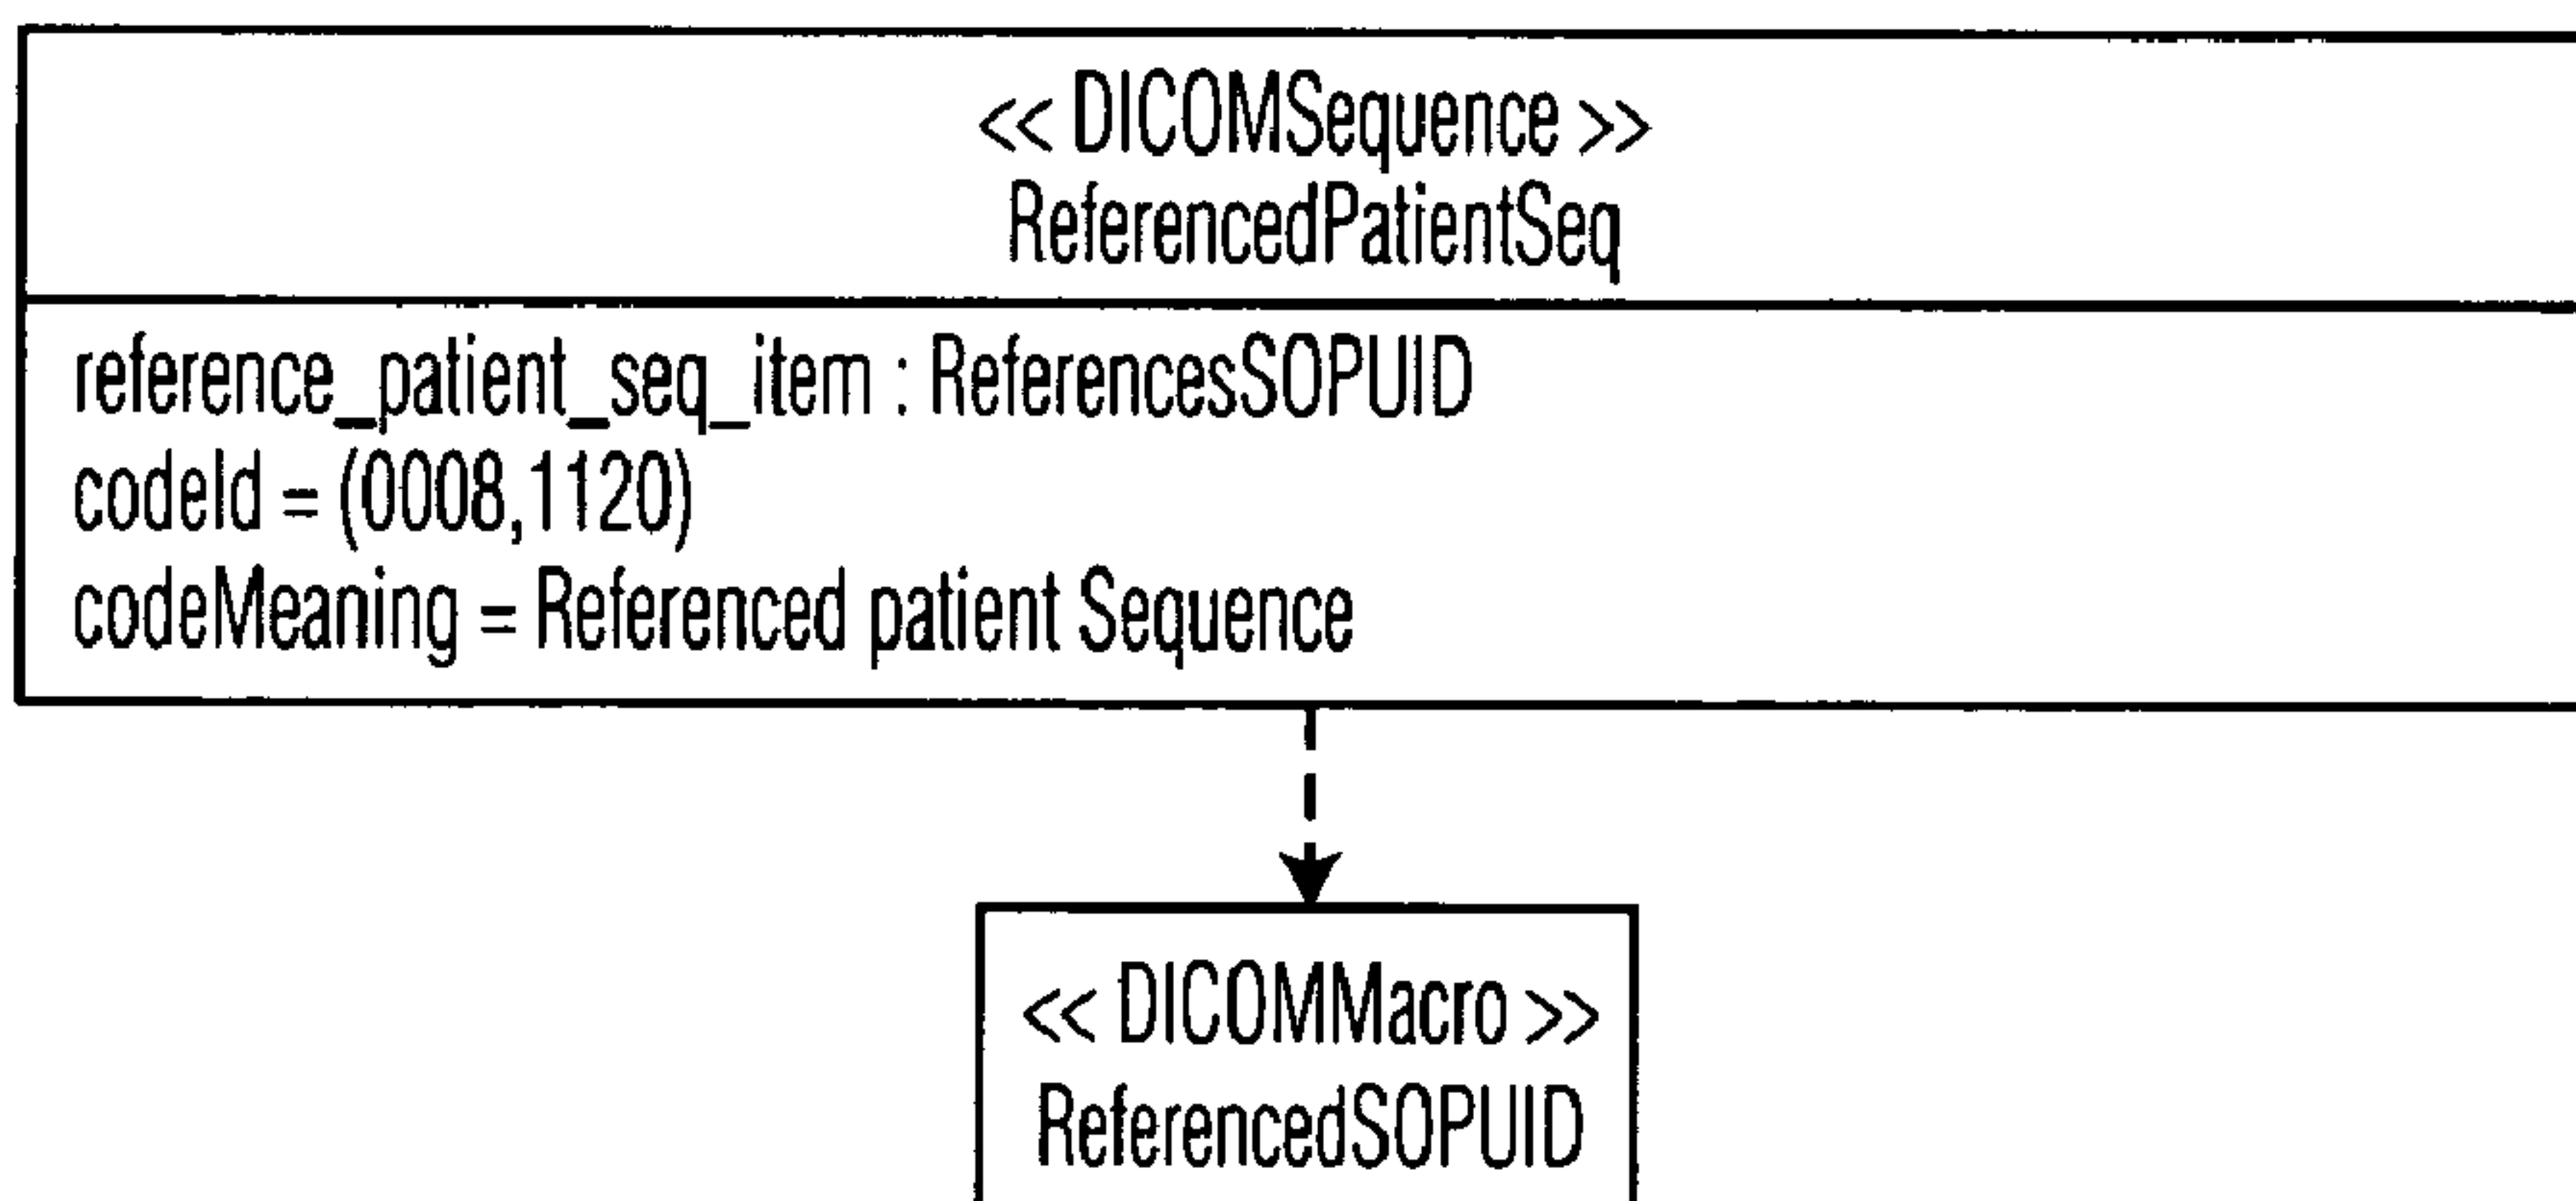 << DICOMSequence >>
ReferencedPatientSeq
reference_patient_seq_item : ReferencesSOPUID
codeId = (0008,1120)
codeMeaning = Referenced patient Sequence
<< DICOMMacro >>
ReferencedSOPUID